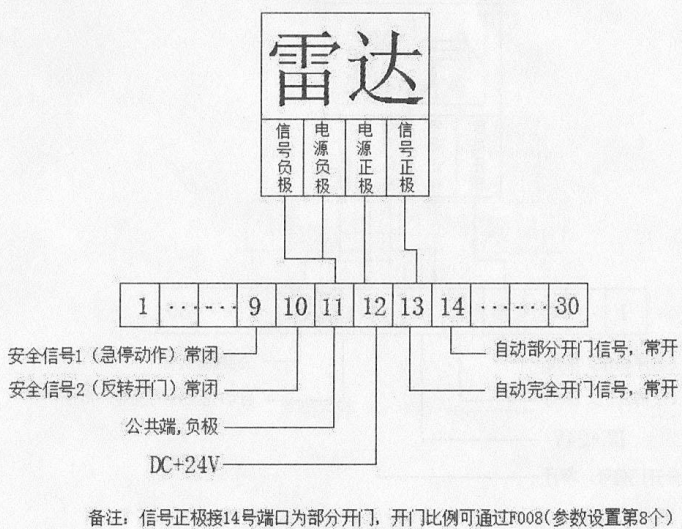 雷达
信号负极
电源负极
电源正极
信号正极
1 ...... 9 10 11 12 13 14 ...... 30
安全信号1（急停动作）常闭
自动部分开门信号，常开
安全信号2（反转开门）常闭
自动完全开门信号，常开
公共端,负极
DC+24V
备注：信号正极接14号端口为部分开门，开门比例可通过F008(参数设置第8个)